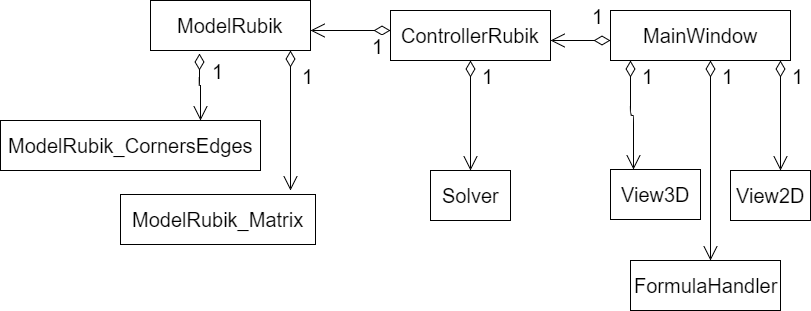 ModelRubik
1
ControllerRubik
1
MainWindow
1
1
1
1
1
1
ModelRubik_CornersEdges
ModelRubik_Matrix
Solver
View3D
View2D
FormulaHandler